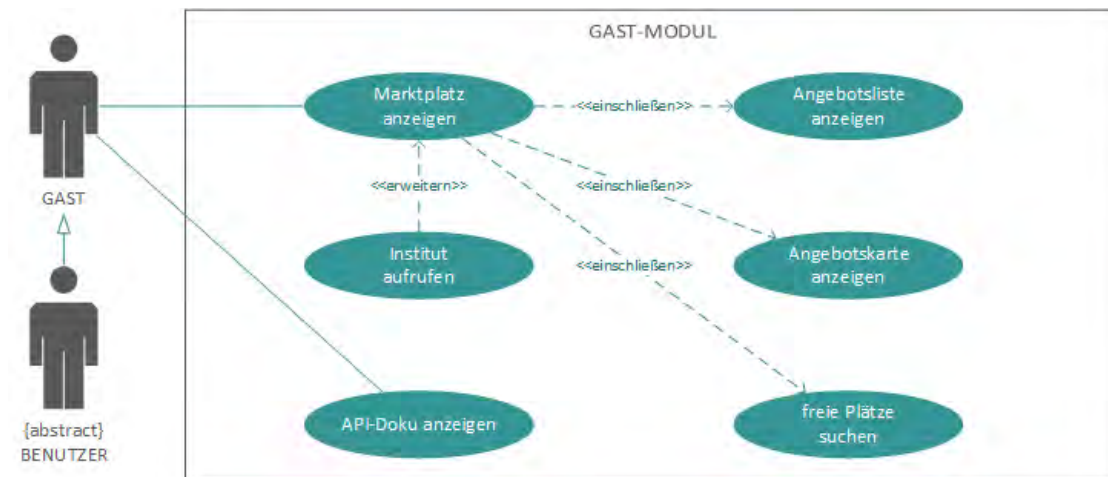 GAST-MODUL
Marktplatz
anzeigen
<<einschließen>>
Angebotsliste
anzeigen
GAST
<<erweitern>>
<<einschließen>>
Institut
aufrufen
<<einschließen>>
Angebotskarte
anzeigen
{abstract}
BENUTZER
API-Doku anzeigen
freie Plätze
suchen